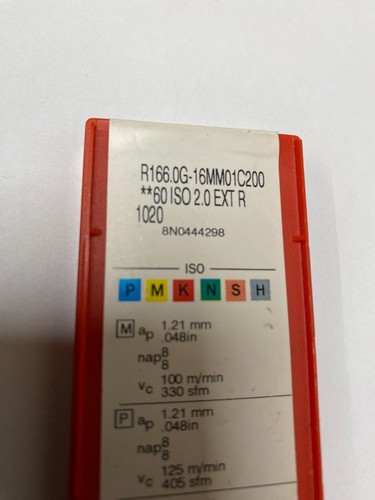 R166.0G-16MM01C200
**60 ISO 2.0 EXT R
1020
8N0444298
ISO
P M K N S H
M ap 1.21 mm
.048in
nap 8
8
vc 100 m/min
330 sfm
P ap 1.21 mm
.048in
nap 8
8
vc 125 m/min
405 sfm